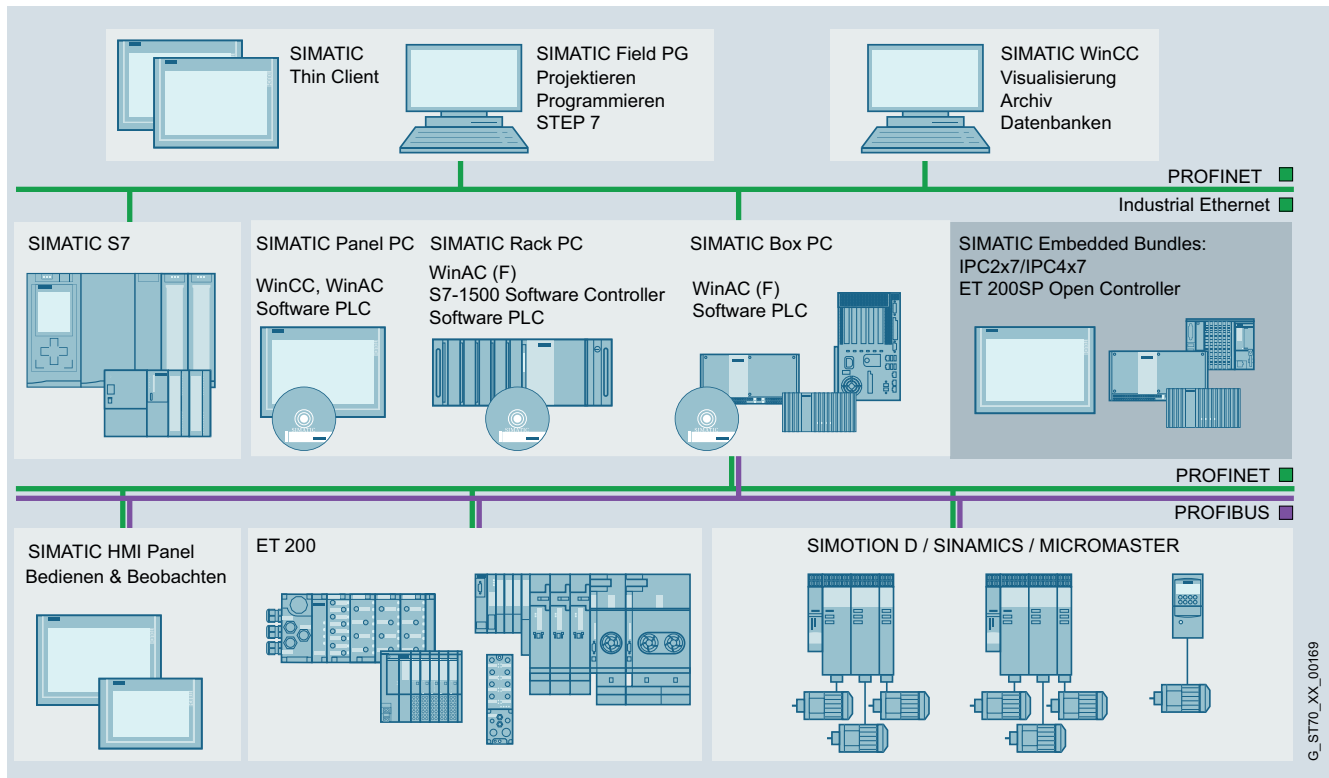 SIMATIC
Thin Client
SIMATIC Field PG
Projektieren
Programmieren
STEP 7
SIMATIC WinCC
Visualisierung
Archiv
Datenbanken
PROFINET
Industrial Ethernet
SIMATIC S7
SIMATIC Panel PC
WinCC, WinAC
Software PLC
SIMATIC Rack PC
WinAC (F)
S7-1500 Software Controller
Software PLC
SIMATIC Box PC
WinAC (F)
Software PLC
SIMATIC Embedded Bundles:
IPC2x7/IPC4x7
ET 200SP Open Controller
SIMATIC
SIMATIC
SIMATIC
PROFINET
PROFIBUS
SIMATIC HMI Panel
Bedienen & Beobachten
ET 200
SIMOTION D / SINAMICS / MICROMASTER
G_ST70_XX_00169